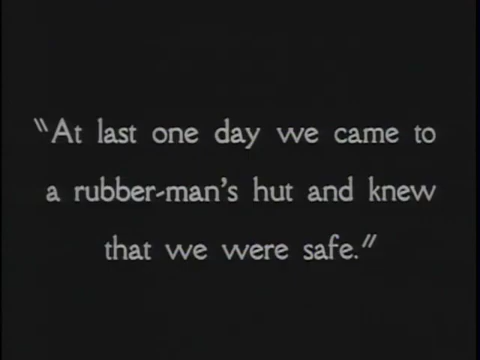 "At last one day we came to
a rubber-man's hut and knew
that we were safe."